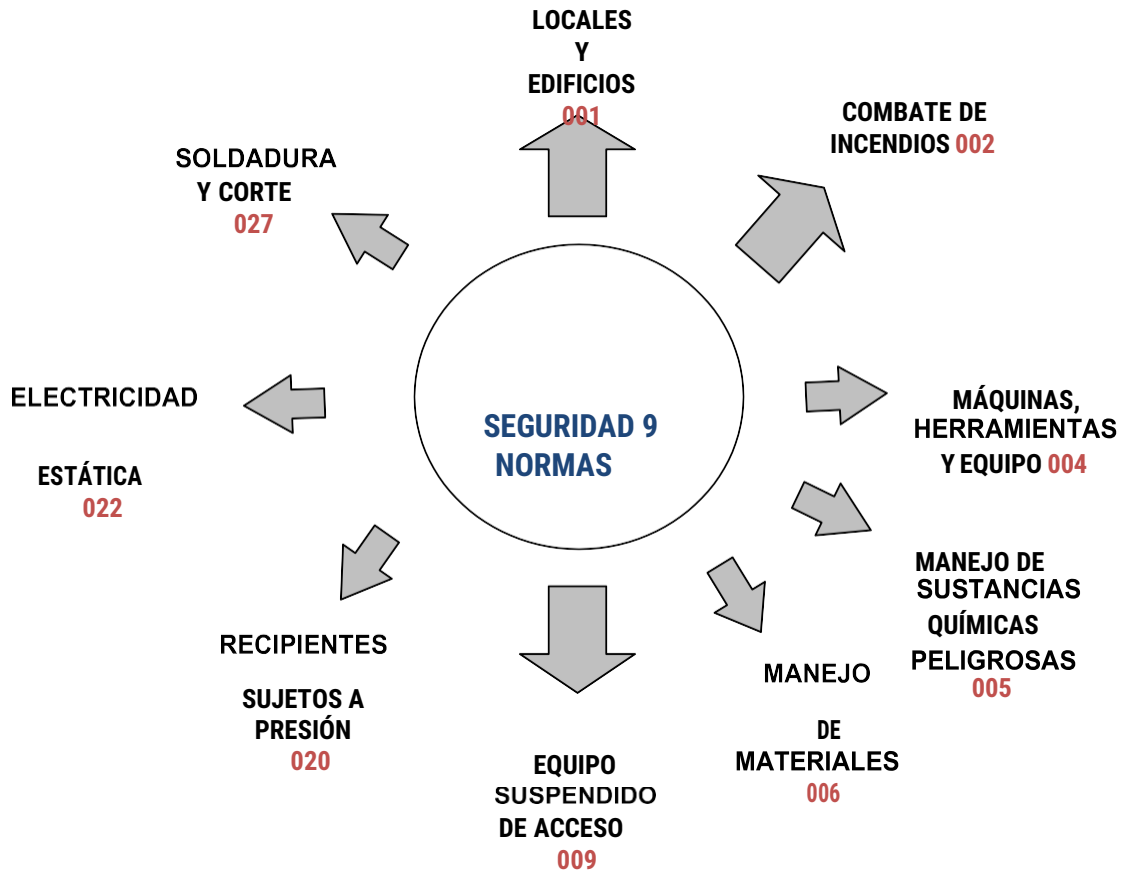 LOCALES
Y
EDIFICIOS
001
COMBATE DE
INCENDIOS 002
SOLDADURA
Y CORTE
027
ELECTRICIDAD
ESTÁTICA
022
SEGURIDAD 9
NORMAS
MÁQUINAS,
HERRAMIENTAS
Y EQUIPO 004
MANEJO DE
SUSTANCIAS
QUÍMICAS
PELIGROSAS
005
MANEJO
DE
MATERIALES
006
EQUIPO
SUSPENDIDO
DE ACCESO
009
RECIPIENTES
SUJETOS A
PRESIÓN
020